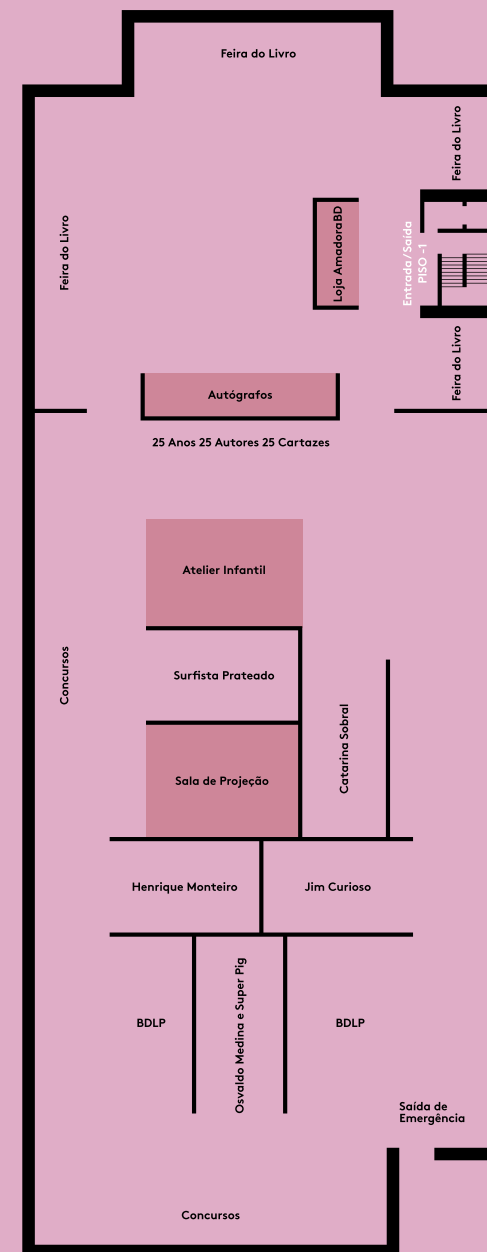 Feira do Livro
Feira do Livro
Feira do Livro
Loja AmadoraBD
Entrada/Saída
PISO -1
Feira do Livro
Autógrafos
25 Anos 25 Autores 25 Cartazes
Atelier Infantil
Surfista Prateado
Concursos
Catarina Sobral
Sala de Projeção
Henrique Monteiro
Jim Curioso
Osvaldo Medina e Super Pig
BDLP
BDLP
Saída de
Emergência
Concursos